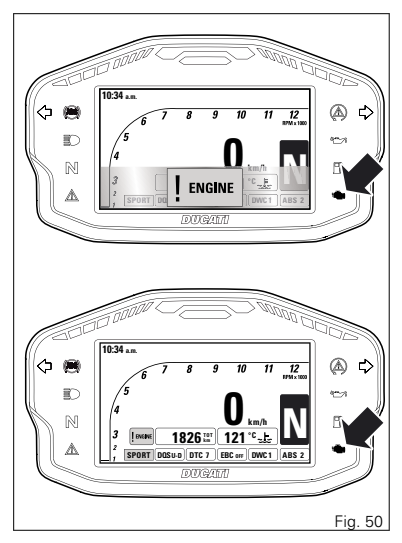 10:34 a.m.
6 7 8 9 10 11 12
RPM x 1000
5
4
0 km/h
N
3
! ENGINE
°C
2
SPORT DWC 1 ABS 2
1
DUCATI
N
ABS
10:34 a.m.
6 7 8 9 10 11 12
RPM x 1000
5
4
0 km/h
N
3
! ENGINE 1826 TOT km 121 °C
2
SPORT DQS U-D DTC 7 EBC OFF DWC 1 ABS 2
1
DUCATI
N
ABS
Fig. 50